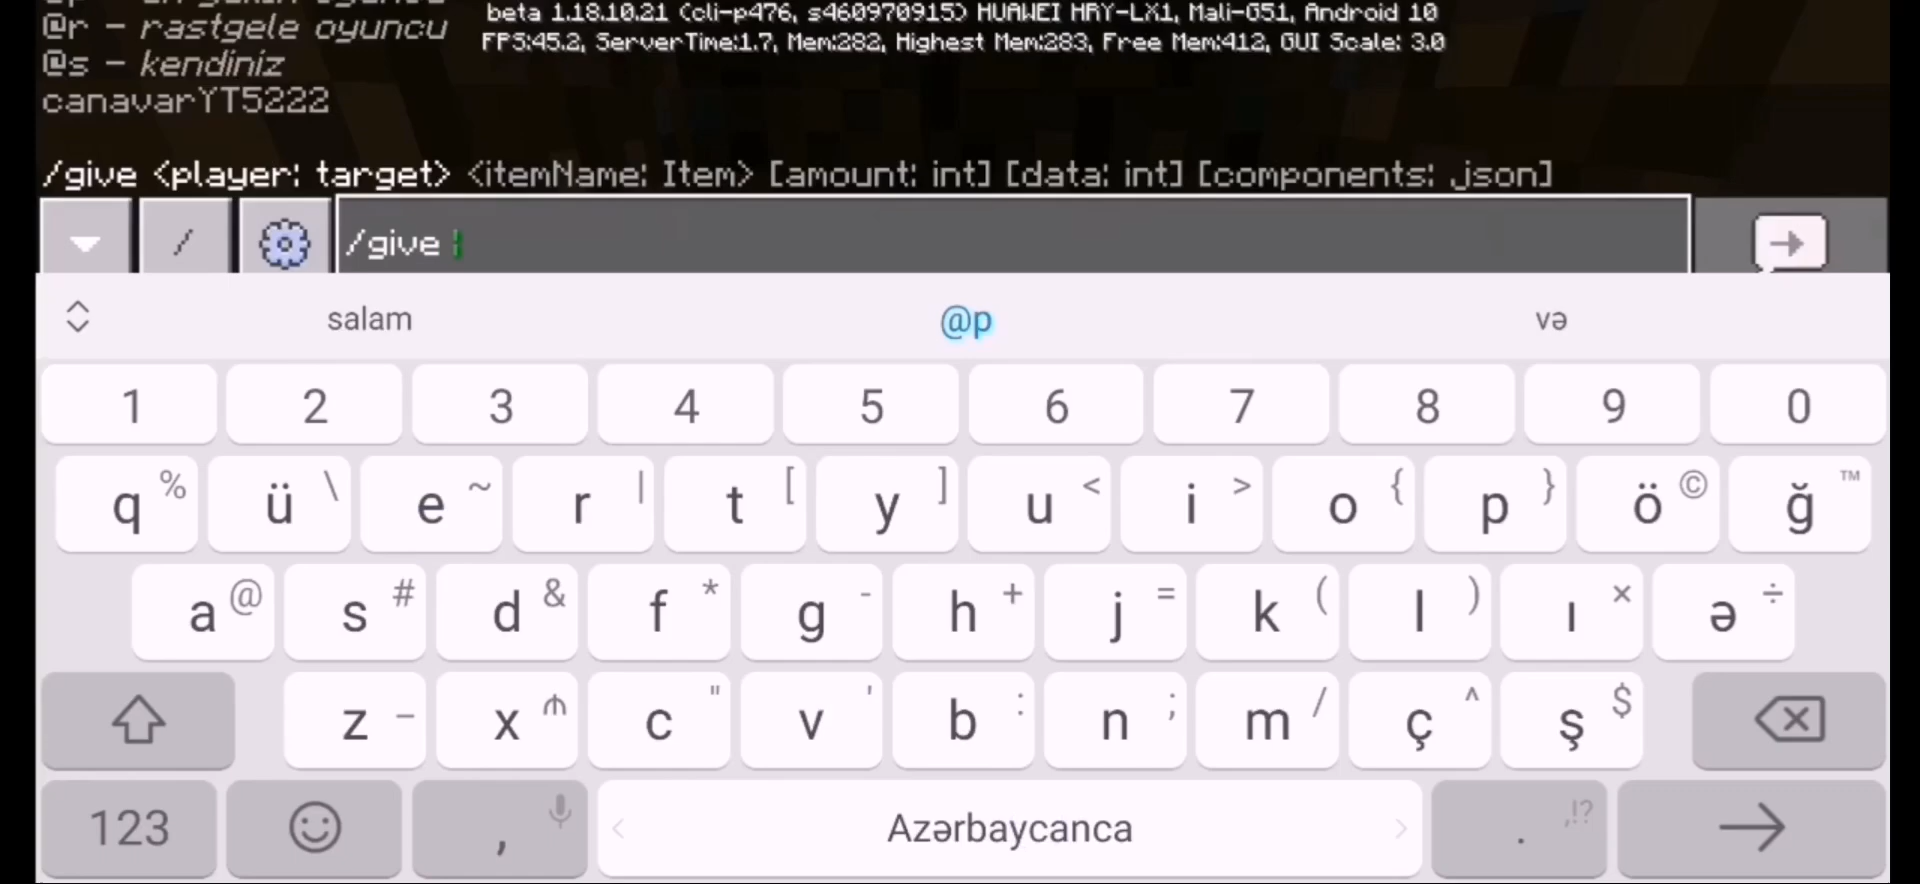 @r - rastgele oyuncu
@s - kendiniz
canavarYT5222
beta 1.18.10.21 (cli-p476, s460970915) HUAWEI HRY-LX1, Mali-G51, Android 10
FPS:45.2, ServerTime:1.7, Mem:282, Highest Mem:283, Free Mem:412, GUI Scale: 3.0
/give <player: target> <itemName: Item> [amount: int] [data: int] [components: json]
/ /give
salam @p və
1 2 3 4 5 6 7 8 9 0
q % ü \ e ~ r | t [ y ] u < i > o { p } ö © ğ ™
a @ s # d & f * g - h + j = k ( l ) ı × ə ÷
z _ x ₼ c " v ' b : n ; m / ç ^ ş $
123 , Azərbaycanca . ,!?